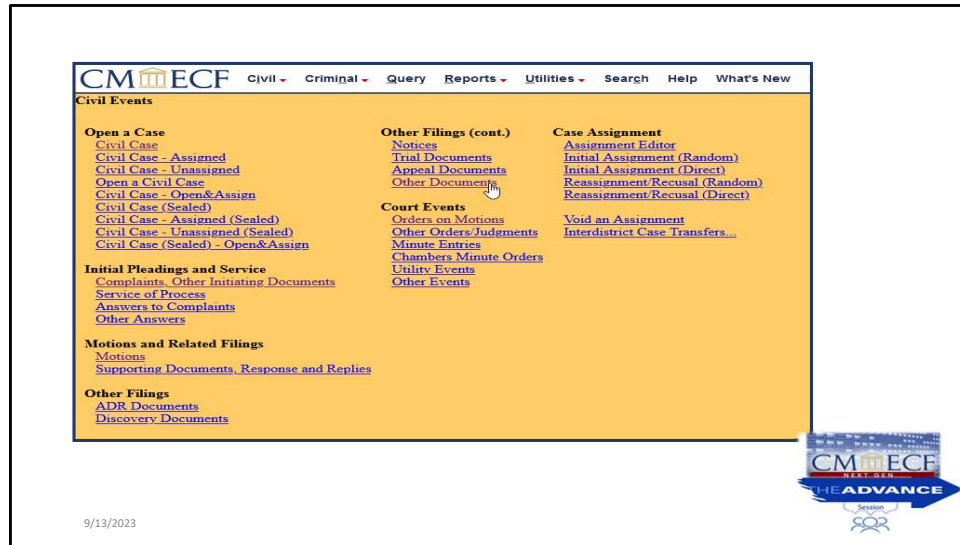 CM ECF Civil Criminal Query Reports Utilities Search Help What's New
Civil Events
Open a Case
Civil Case
Civil Case - Assigned
Civil Case - Unassigned
Open a Civil Case
Civil Case - Open&Assign
Civil Case (Sealed)
Civil Case - Assigned (Sealed)
Civil Case - Unassigned (Sealed)
Civil Case (Sealed) - Open&Assign
Initial Pleadings and Service
Complaints, Other Initiating Documents
Service of Process
Answers to Complaints
Other Answers
Motions and Related Filings
Motions
Supporting Documents, Response and Replies
Other Filings
ADR Documents
Discovery Documents
Other Filings (cont.)
Notices
Trial Documents
Appeal Documents
Other Documents
Court Events
Orders on Motions
Other Orders/Judgments
Minute Entries
Chambers Minute Orders
Utility Events
Other Events
Case Assignment
Assignment Editor
Initial Assignment (Random)
Initial Assignment (Direct)
Reassignment/Recusal (Random)
Reassignment/Recusal (Direct)
Void an Assignment
Interdistrict Case Transfers...
9/13/2023
CM ECF
NEXT GEN
THE ADVANCE
Session